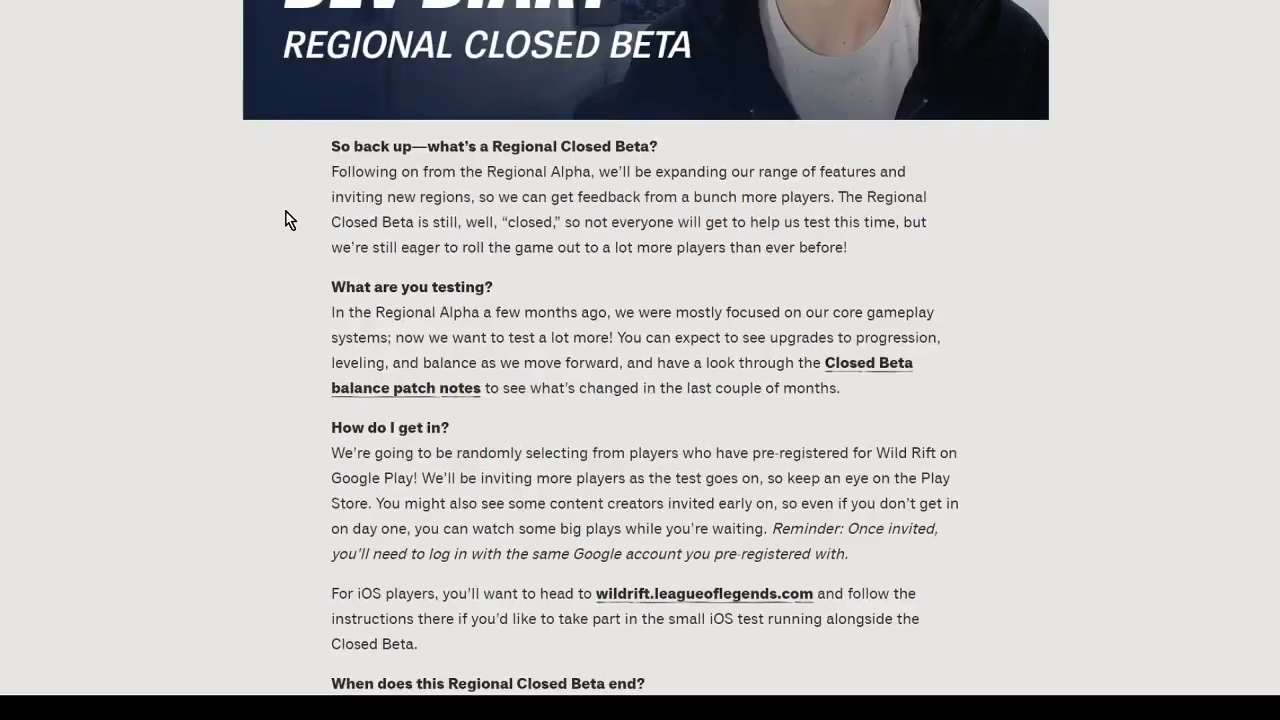 DEV DIARY
REGIONAL CLOSED BETA
So back up—what's a Regional Closed Beta?
Following on from the Regional Alpha, we'll be expanding our range of features and
inviting new regions, so we can get feedback from a bunch more players. The Regional
Closed Beta is still, well, “closed,” so not everyone will get to help us test this time, but
we're still eager to roll the game out to a lot more players than ever before!
What are you testing?
In the Regional Alpha a few months ago, we were mostly focused on our core gameplay
systems; now we want to test a lot more! You can expect to see upgrades to progression,
leveling, and balance as we move forward, and have a look through the Closed Beta
balance patch notes to see what's changed in the last couple of months.
How do I get in?
We're going to be randomly selecting from players who have pre-registered for Wild Rift on
Google Play! We'll be inviting more players as the test goes on, so keep an eye on the Play
Store. You might also see some content creators invited early on, so even if you don't get in
on day one, you can watch some big plays while you're waiting. Reminder: Once invited,
you'll need to log in with the same Google account you pre-registered with.
For iOS players, you'll want to head to wildrift.leagueoflegends.com and follow the
instructions there if you'd like to take part in the small iOS test running alongside the
Closed Beta.
When does this Regional Closed Beta end?